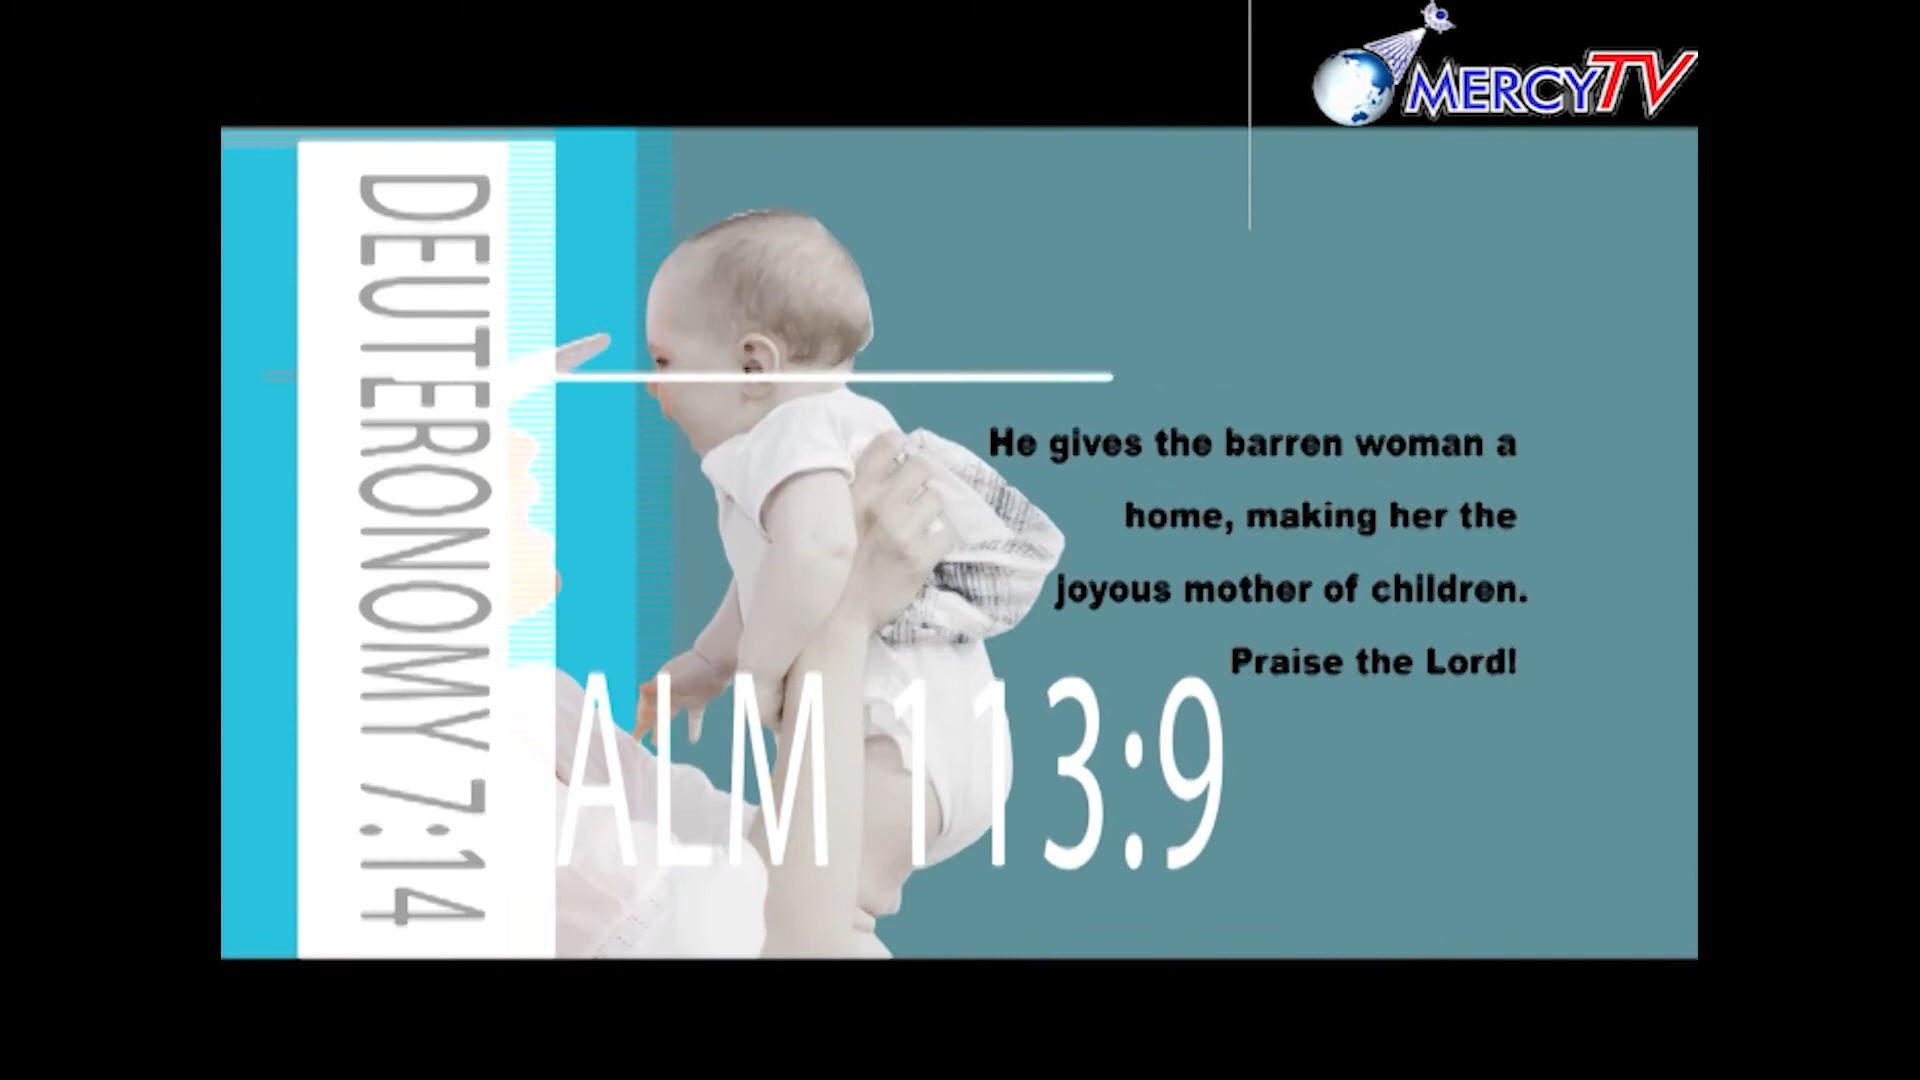 MERCYTV
DEUTERONOMY 7:14
He gives the barren woman a
home, making her the
joyous mother of children.
Praise the Lord!
ALM 113:9